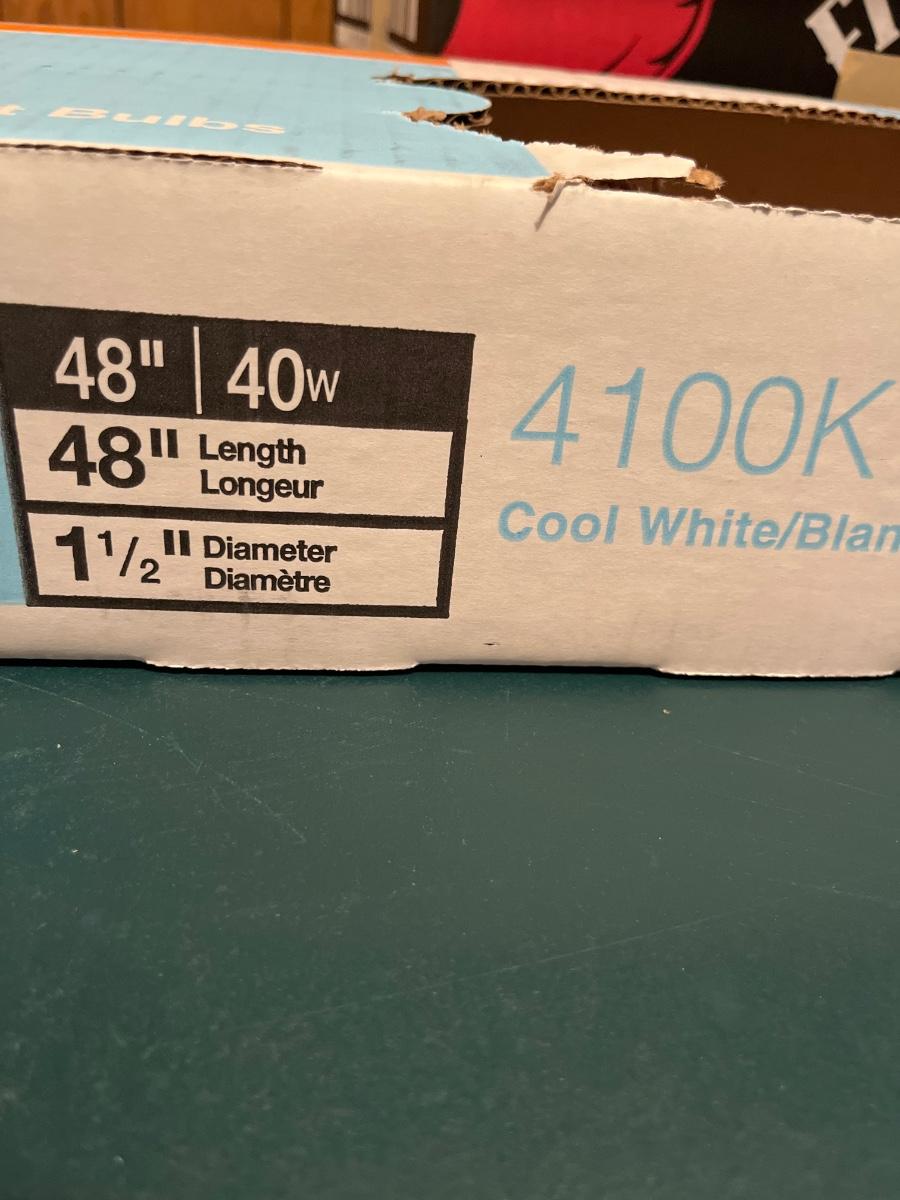 t Bulbs
48" | 40W
48" Length
Longeur
1 1/2" Diameter
Diamètre
4100K
Cool White/Blan